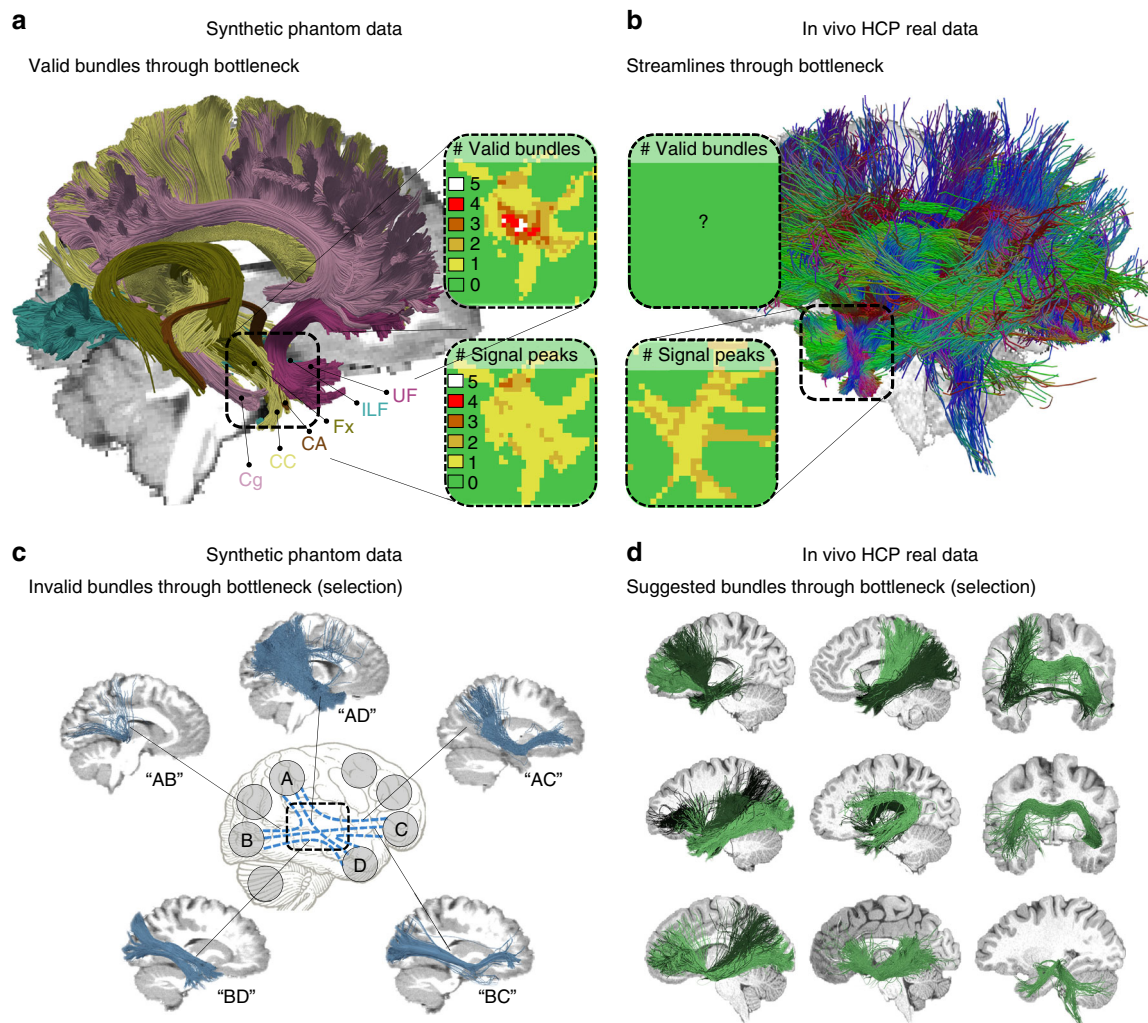 a
Synthetic phantom data
Valid bundles through bottleneck
# Valid bundles
5
4
3
2
1
0
# Signal peaks
5
4
3
2
1
0
UF
ILF
Fx
CA
CC
Cg
b
In vivo HCP real data
Streamlines through bottleneck
# Valid bundles
?
# Signal peaks
c
Synthetic phantom data
Invalid bundles through bottleneck (selection)
“AD”
“AB”
“AC”
A
B
C
D
“BD”
“BC”
d
In vivo HCP real data
Suggested bundles through bottleneck (selection)